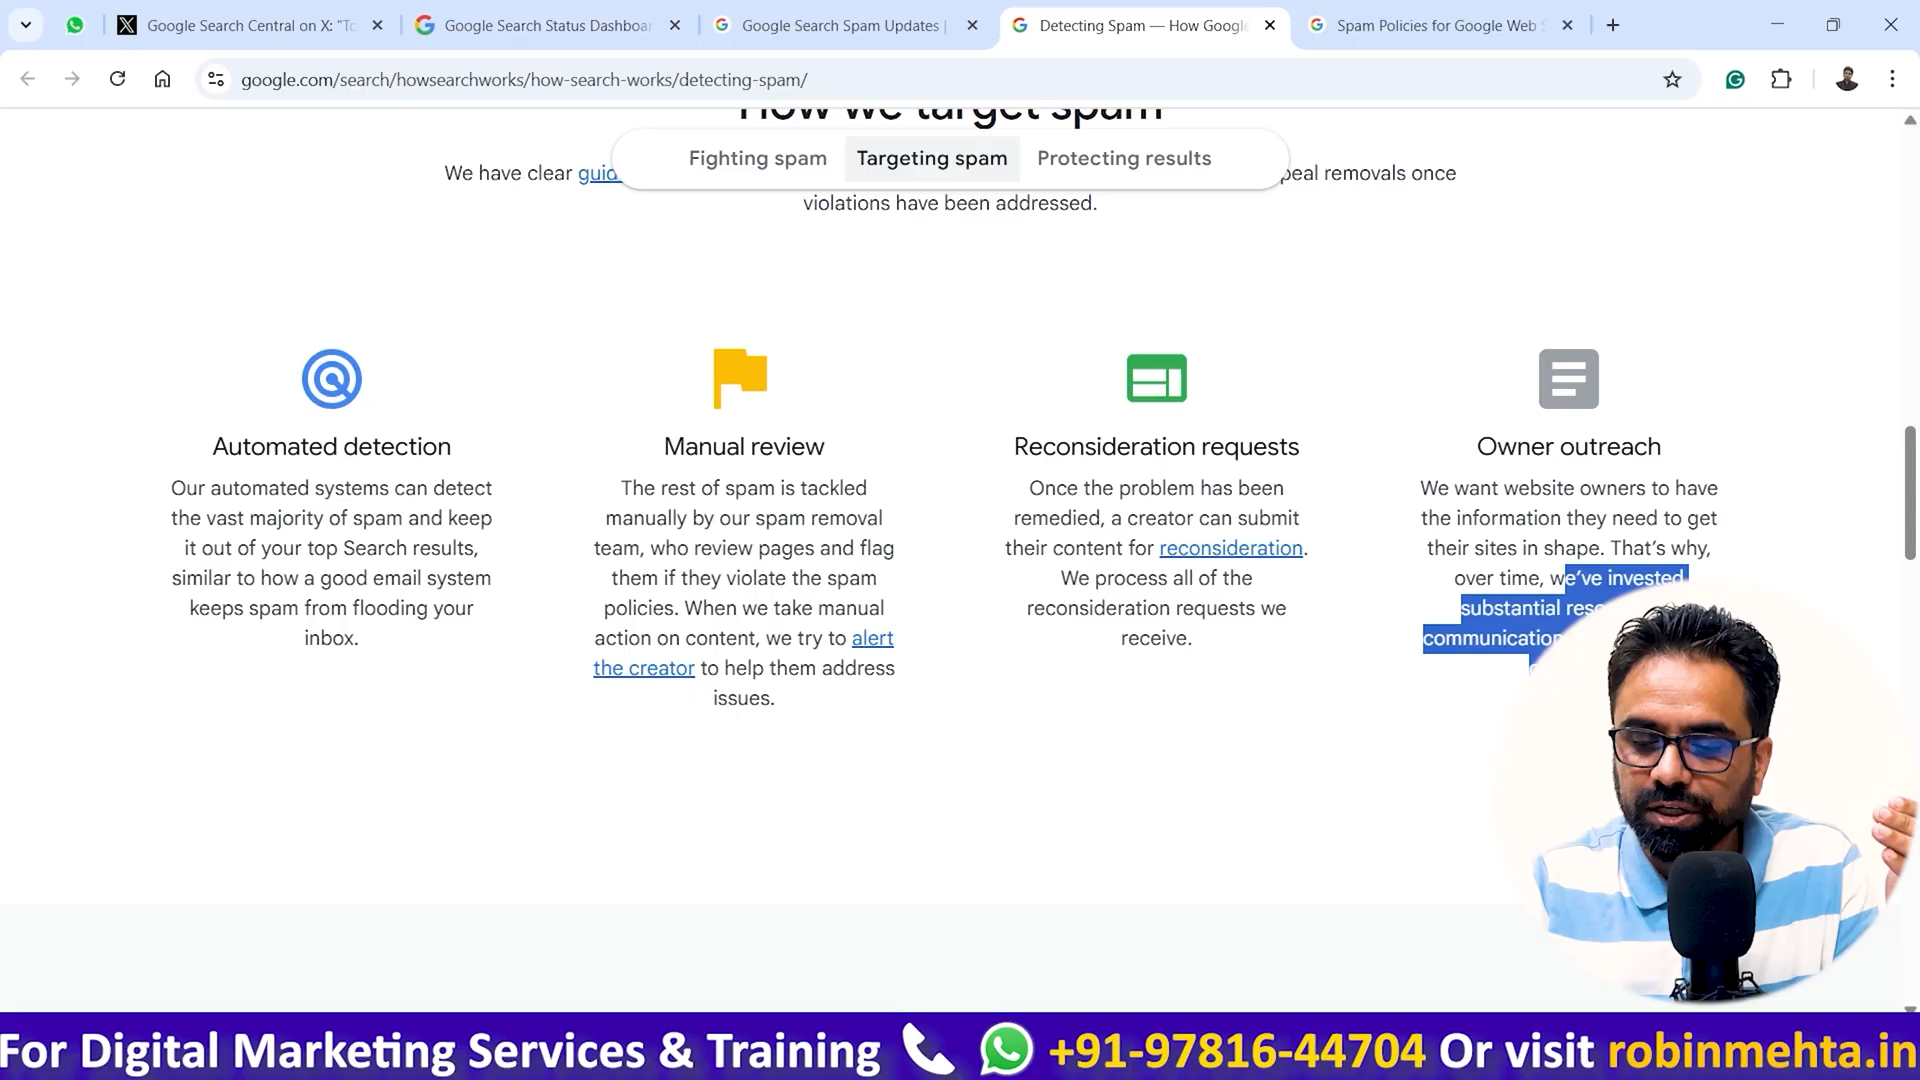 Google Search Central on X: "To
Google Search Status Dashboar
Google Search Spam Updates |
Detecting Spam — How Google
Spam Policies for Google Web S
google.com/search/howsearchworks/how-search-works/detecting-spam/
How we target spam
Fighting spam
Targeting spam
Protecting results
We have clear guid
peal removals once
violations have been addressed.
Automated detection
Our automated systems can detect
the vast majority of spam and keep
it out of your top Search results,
similar to how a good email system
keeps spam from flooding your
inbox.
Manual review
The rest of spam is tackled
manually by our spam removal
team, who review pages and flag
them if they violate the spam
policies. When we take manual
action on content, we try to alert
the creator to help them address
issues.
Reconsideration requests
Once the problem has been
remedied, a creator can submit
their content for reconsideration.
We process all of the
reconsideration requests we
receive.
Owner outreach
We want website owners to have
the information they need to get
their sites in shape. That's why,
over time, we've invested
substantial reso
communication
For Digital Marketing Services & Training +91-97816-44704 Or visit robinmehta.in